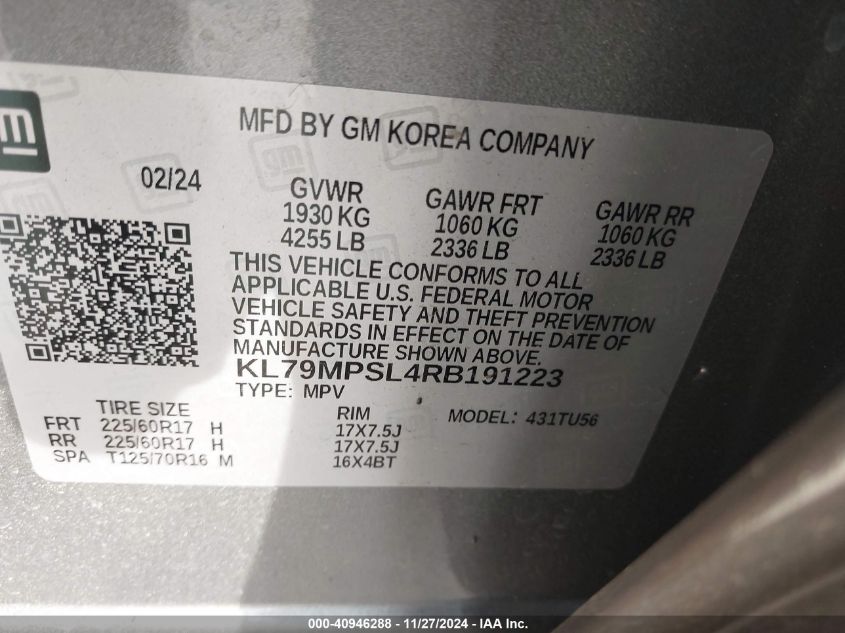 gm
MFD BY GM KOREA COMPANY
02/24
GVWR GAWR FRT GAWR RR
1930 KG 1060 KG 1060 KG
4255 LB 2336 LB 2336 LB
THIS VEHICLE CONFORMS TO ALL
APPLICABLE U.S. FEDERAL MOTOR
VEHICLE SAFETY AND THEFT PREVENTION
STANDARDS IN EFFECT ON THE DATE OF
MANUFACTURE SHOWN ABOVE.
KL79MPSL4RB191223
TYPE: MPV
TIRE SIZE RIM MODEL: 431TU56
FRT 225/60R17 H 17X7.5J
RR 225/60R17 H 17X7.5J
SPA T125/70R16 M 16X4BT
000-40946288 - 11/27/2024 - IAA Inc.